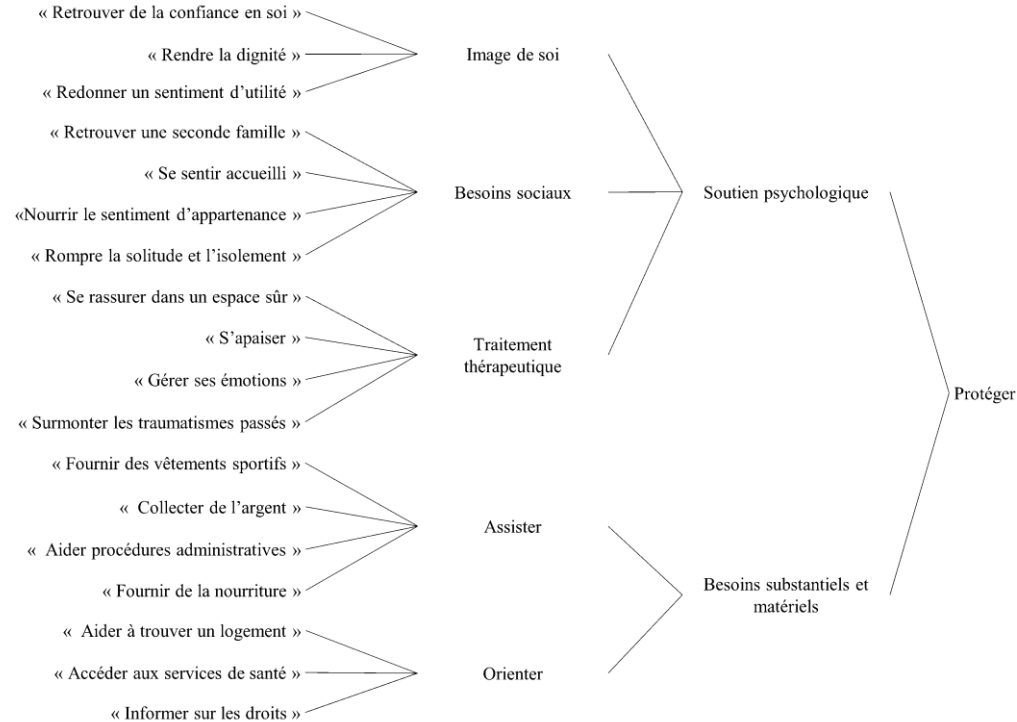 « Retrouver de la confiance en soi »
« Rendre la dignité »
« Redonner un sentiment d’utilité »
« Retrouver une seconde famille »
« Se sentir accueilli »
«Nourrir le sentiment d’appartenance »
« Rompre la solitude et l’isolement »
« Se rassurer dans un espace sûr »
« S’apaiser »
« Gérer ses émotions »
« Surmonter les traumatismes passés »
« Fournir des vêtements sportifs »
« Collecter de l’argent »
« Aider procédures administratives »
« Fournir de la nourriture »
« Aider à trouver un logement »
« Accéder aux services de santé »
« Informer sur les droits »
Image de soi
Besoins sociaux
Traitement
thérapeutique
Assister
Orienter
Soutien psychologique
Besoins substantiels et
matériels
Protéger